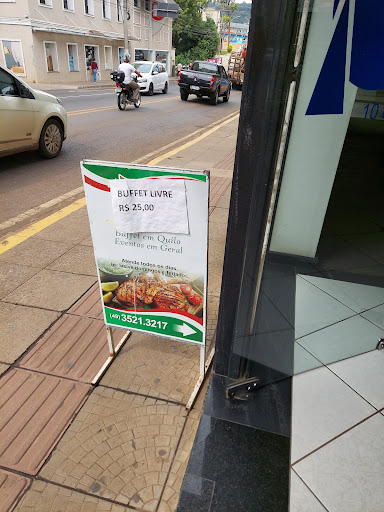 BUFFET LIVRE
R$ 25,00
Buffet em Quilo
Eventos em Geral
Atende todos os dias
(49) 3521.3217